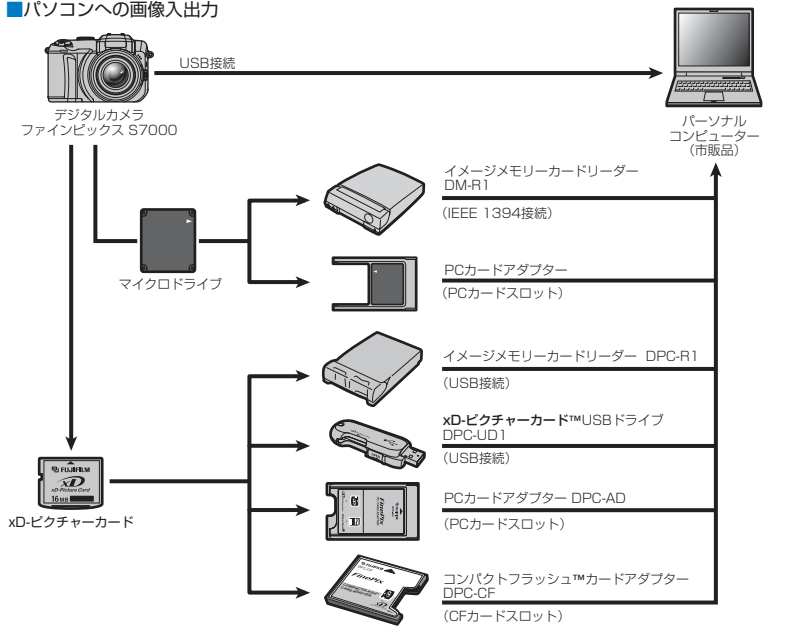 ■パソコンへの画像入出力
USB接続
デジタルカメラ
ファインピックス S7000
パーソナル
コンピューター
（市販品）
イメージメモリーカードリーダー
DM-R1
（IEEE 1394接続）
マイクロドライブ
PCカードアダプター
（PCカードスロット）
イメージメモリーカードリーダー DPC-R1
（USB接続）
xD-ピクチャーカード™USBドライブ
DPC-UD1
（USB接続）
FUJIFILM
xD
xD-Picture Card
16MB
xD-ピクチャーカード
FinePix
PCカードアダプター DPC-AD
（PCカードスロット）
FUJIFILM
DPC-CF
FinePix
xD
コンパクトフラッシュ™カードアダプター
DPC-CF
（CFカードスロット）